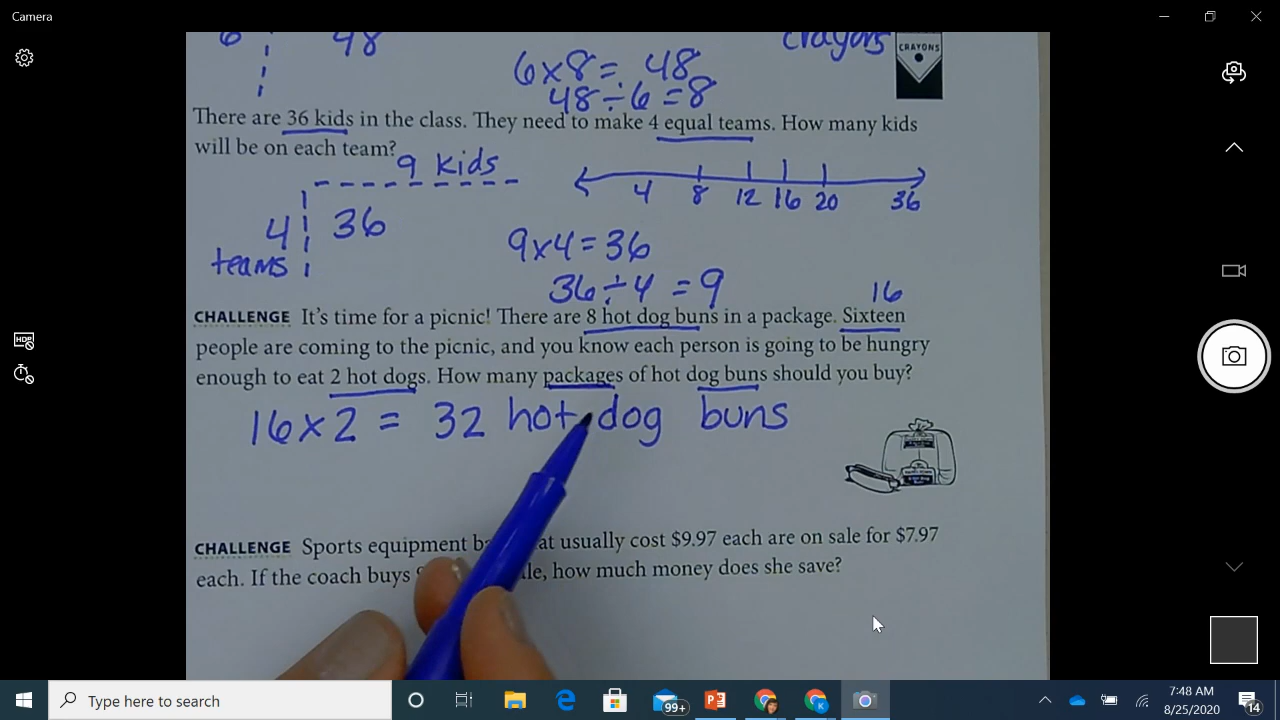 Camera
6 48
crayons
CRAYONS
6x8= 48
48÷6=8
There are 36 kids in the class. They need to make 4 equal teams. How many kids
will be on each team?
9 kids
4 36
teams
4 8 12 16 20 36
9x4=36
36÷4 =9
16
CHALLENGE It's time for a picnic! There are 8 hot dog buns in a package. Sixteen
people are coming to the picnic, and you know each person is going to be hungry
enough to eat 2 hot dogs. How many packages of hot dog buns should you buy?
16x2 = 32 hot dog buns
CHALLENGE Sports equipment at usually cost $9.97 each are on sale for $7.97
each. If the coach buys how much money does she save?
Type here to search
99+
7:48 AM
8/25/2020
14